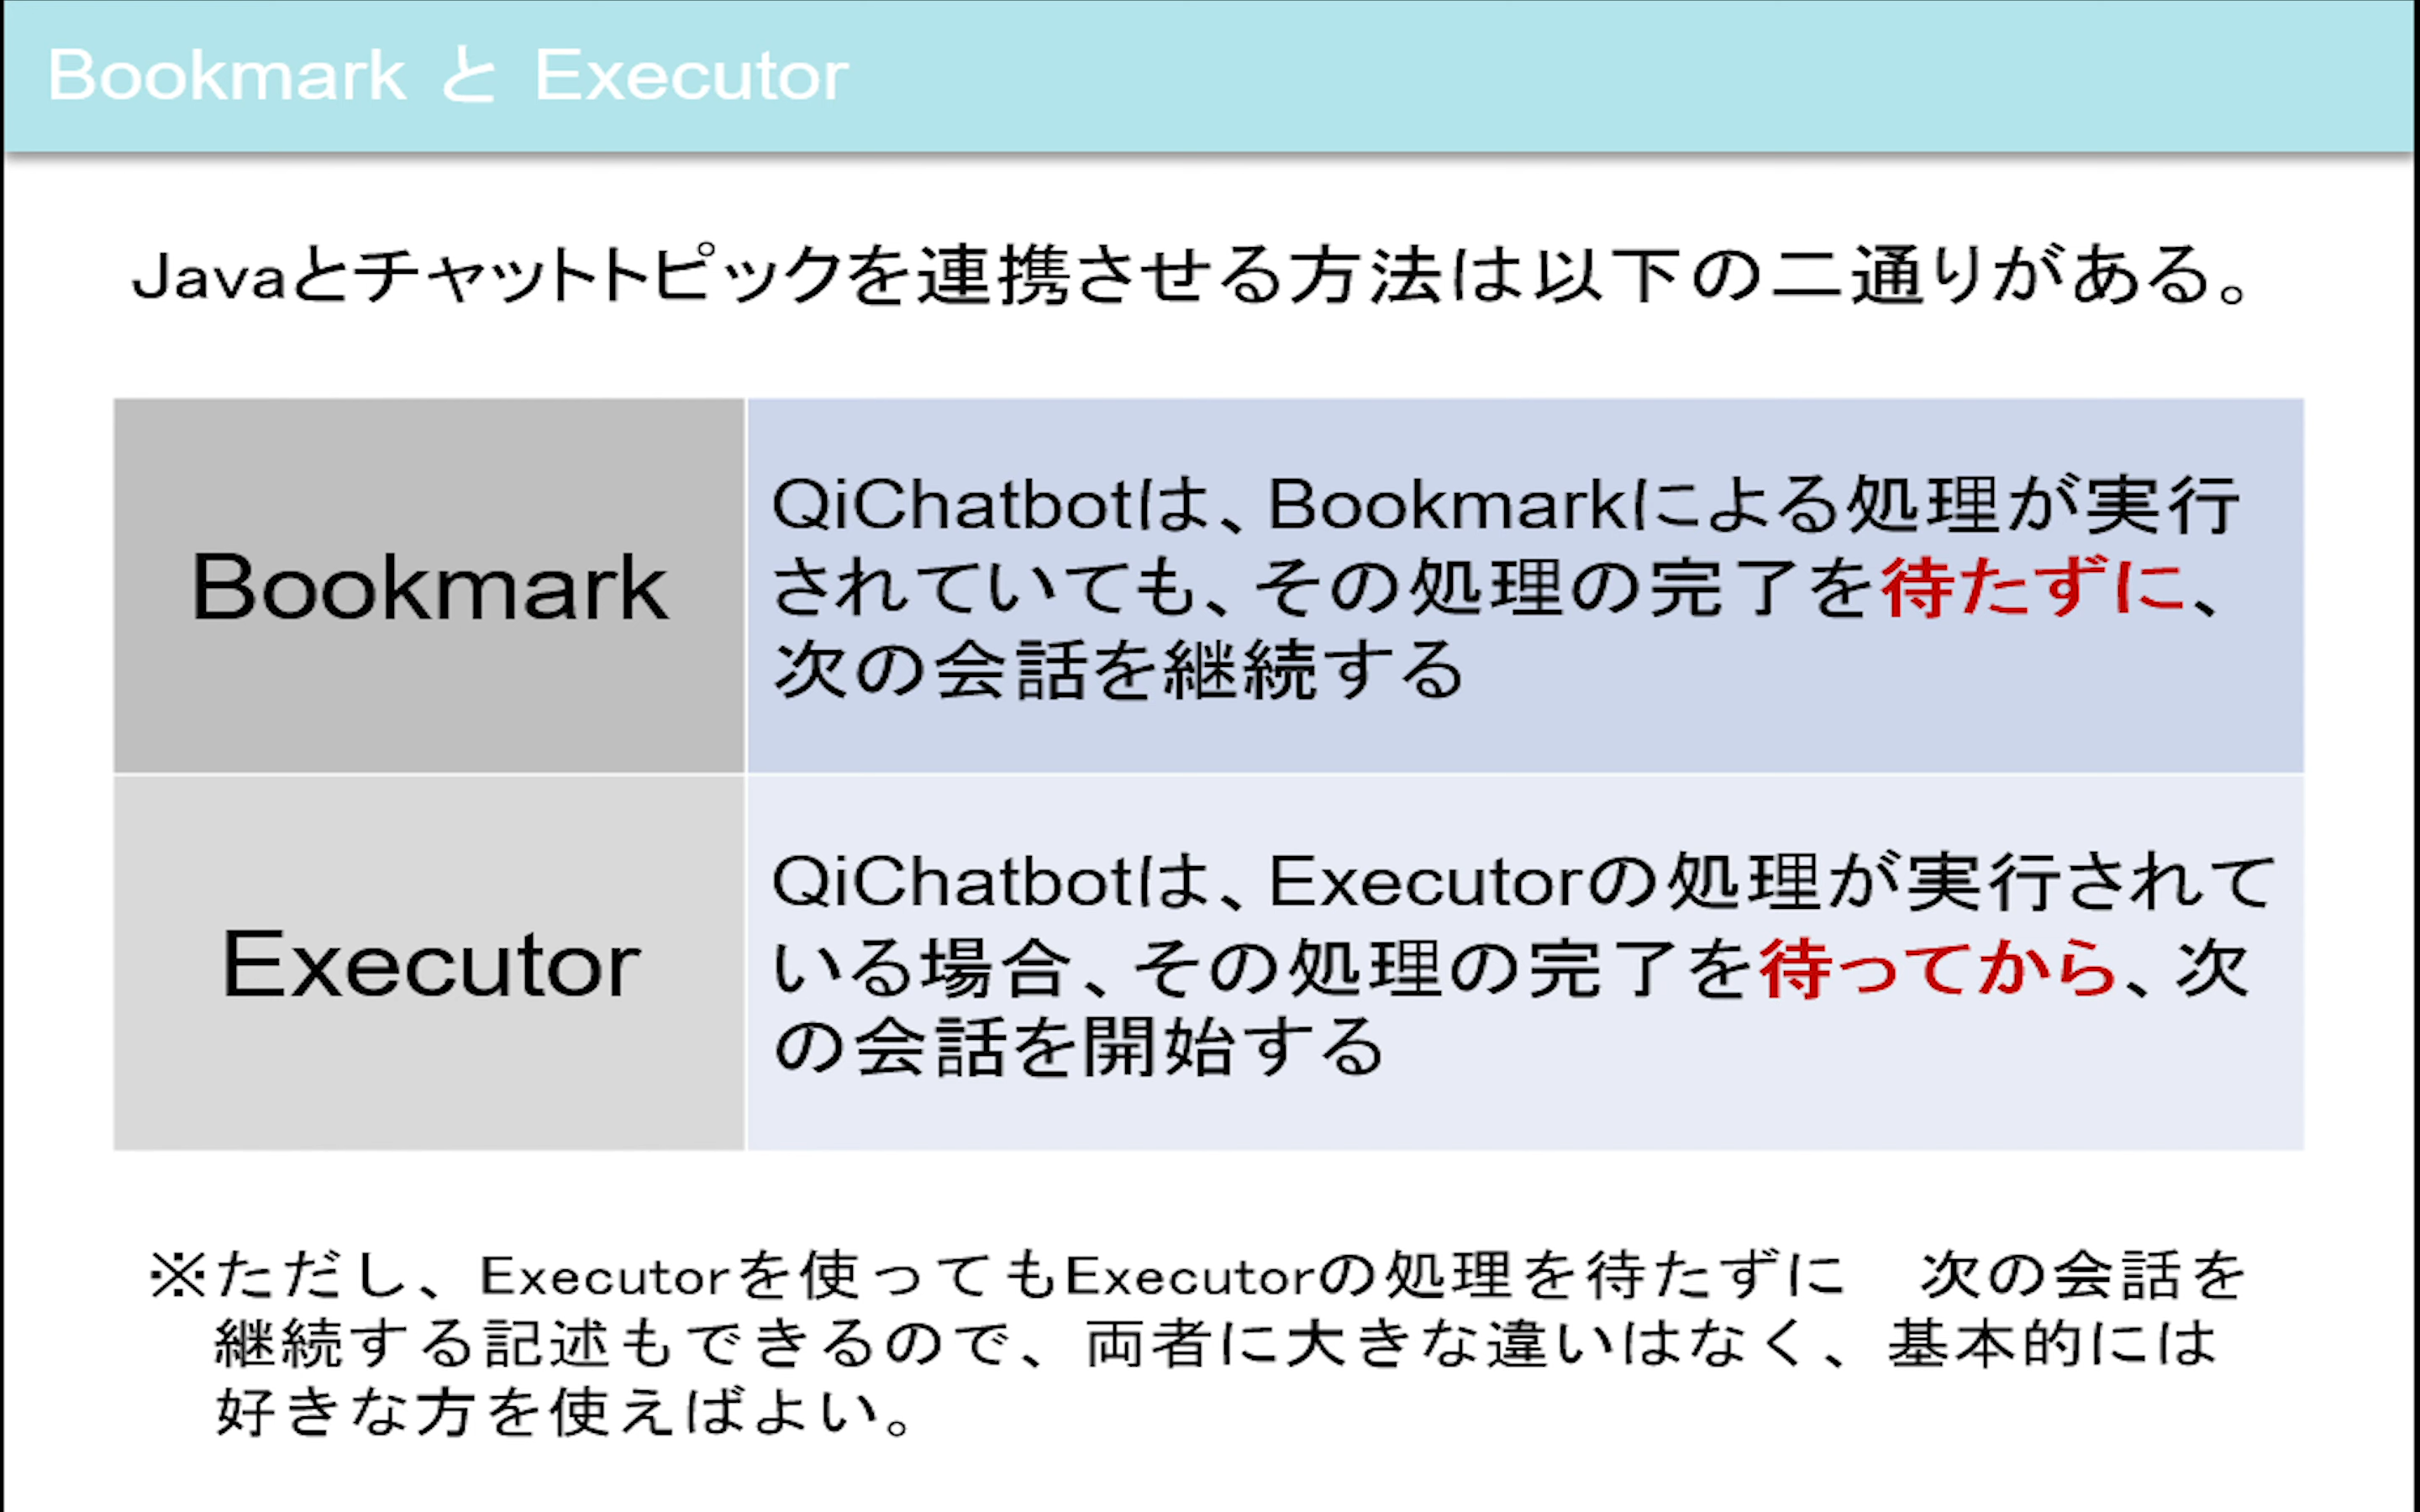 Bookmark と Executor
Javaとチャットトピックを連携させる方法は以下の二通りがある。
Bookmark
QiChatbotは、Bookmarkによる処理が実行
されていても、その処理の完了を待たずに、
次の会話を継続する
Executor
QiChatbotは、Executorの処理が実行されて
いる場合、その処理の完了を待ってから、次
の会話を開始する
※ただし、Executorを使ってもExecutorの処理を待たずに　次の会話を
継続する記述もできるので、両者に大きな違いはなく、基本的には
好きな方を使えばよい。